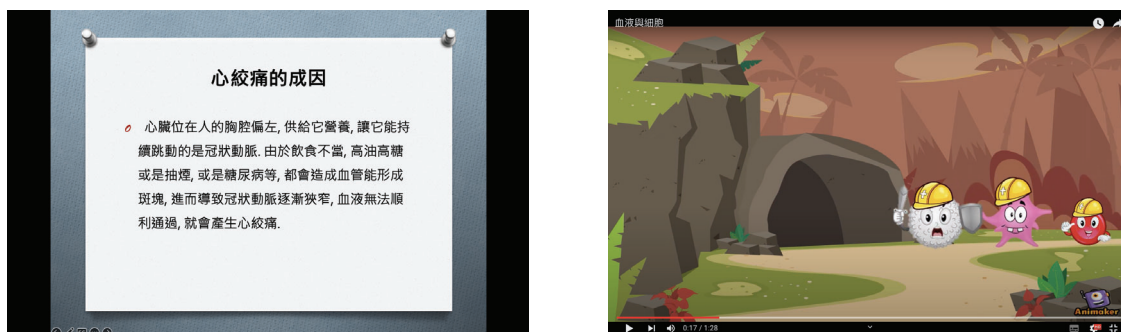 心絞痛的成因
心臟位在人的胸腔偏左, 供給它營養, 讓它能持
續跳動的是冠狀動脈. 由於飲食不當, 高油高糖
或是抽煙, 或是糖尿病等, 都會造成血管能形成
斑塊, 進而導致冠狀動脈逐漸狹窄, 血液無法順
利通過, 就會產生心絞痛.
血液與細胞
Animaker
0:17 / 1:28